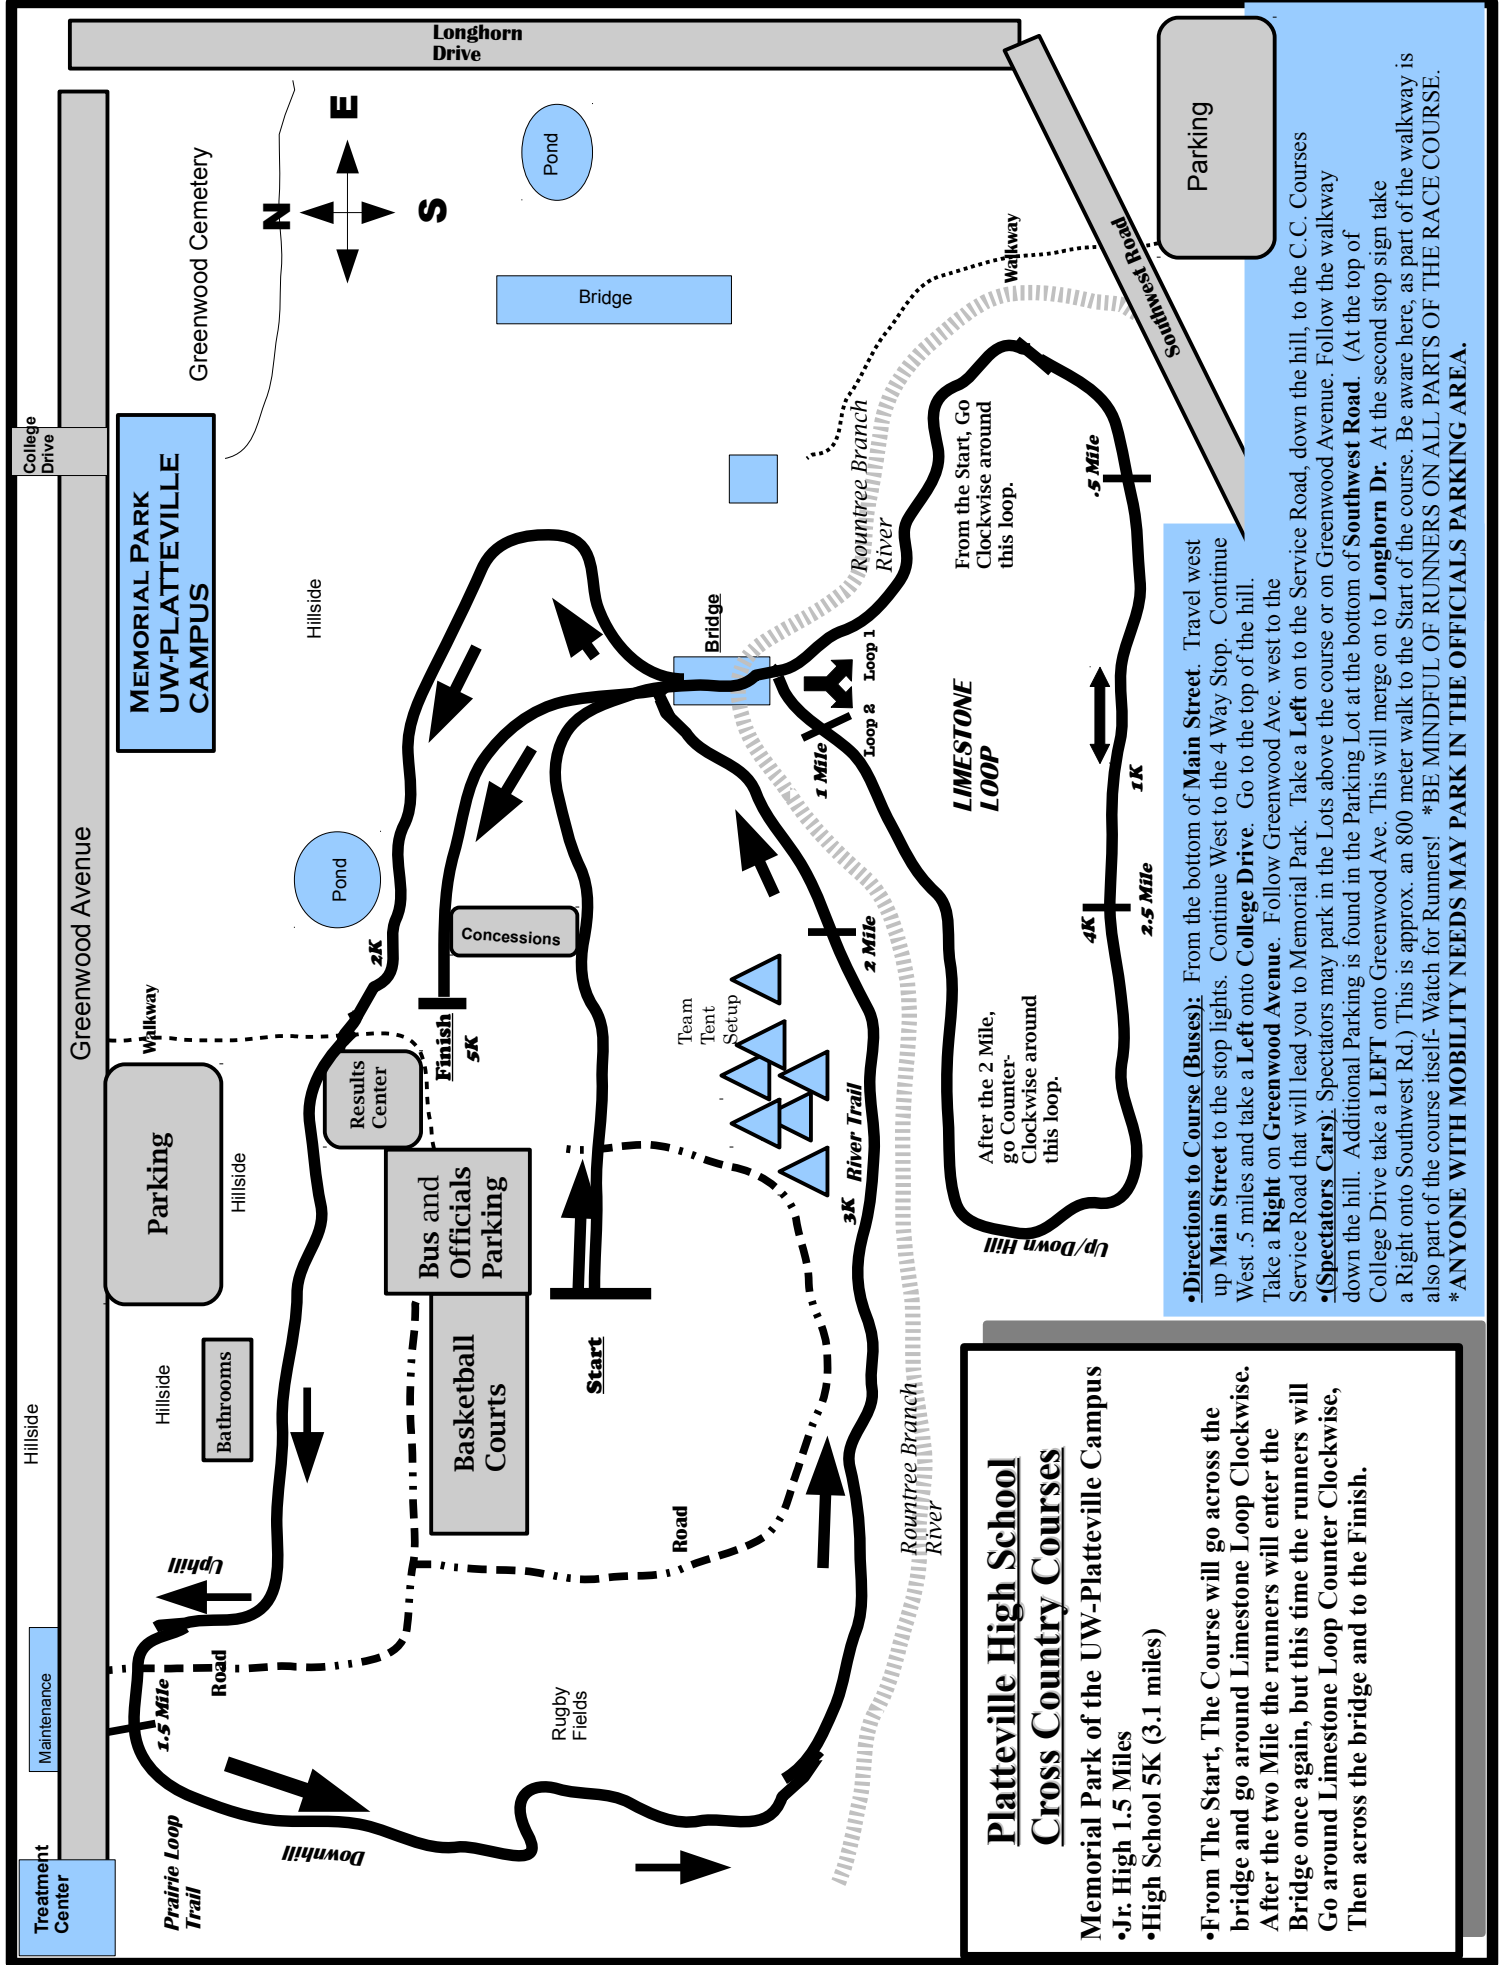 Longhorn
Drive
College
Drive
Greenwood Avenue
Hillside
Maintenance
Treatment
Center
Greenwood Cemetery
N
E
S
MEMORIAL PARK
UW-PLATTEVILLE
CAMPUS
Hillside
Pond
Bridge
Pond
Walkway
Parking
Hillside
Hillside
Bathrooms
Uphill
Road
1.5 Mile
Prairie Loop
Trail
Downhill
2K
Results
Center
Finish
5K
Concessions
Bus and
Officials
Parking
Basketball
Courts
Start
Road
Rugby
Fields
Team
Tent
Setup
Bridge
2 Mile
3K
River Trail
1 Mile
Loop 2
Loop 1
Rountree Branch
River
Rountree Branch
River
Walkway
Southwest Road
Parking
From the Start, Go
Clockwise around
this loop.
LIMESTONE
LOOP
After the 2 Mile,
go Counter-
Clockwise around
this loop.
Up/Down Hill
.5 Mile
1K
4K
2.5 Mile
Platteville High School
Cross Country Courses
Memorial Park of the UW-Platteville Campus
•Jr. High 1.5 Miles
•High School 5K (3.1 miles)
•From The Start, The Course will go across the
bridge and go around Limestone Loop Clockwise.
After the two Mile the runners will enter the
Bridge once again, but this time the runners will
Go around Limestone Loop Counter Clockwise,
Then across the bridge and to the Finish.
•Directions to Course (Buses): From the bottom of Main Street. Travel west
up Main Street to the stop lights. Continue West to the 4 Way Stop. Continue
West .5 miles and take a Left onto College Drive. Go to the top of the hill.
Take a Right on Greenwood Avenue. Follow Greenwood Ave. west to the
Service Road that will lead you to Memorial Park. Take a Left on to the Service Road, down the hill, to the C.C. Courses
•(Spectators Cars): Spectators may park in the Lots above the course or on Greenwood Avenue. Follow the walkway
down the hill. Additional Parking is found in the Parking Lot at the bottom of Southwest Road. (At the top of
College Drive take a LEFT onto Greenwood Ave. This will merge on to Longhorn Dr. At the second stop sign take
a Right onto Southwest Rd.) This is approx. an 800 meter walk to the Start of the course. Be aware here, as part of the walkway is
also part of the course itself- Watch for Runners! *BE MINDFUL OF RUNNERS ON ALL PARTS OF THE RACE COURSE.
*ANYONE WITH MOBILITY NEEDS MAY PARK IN THE OFFICIALS PARKING AREA.